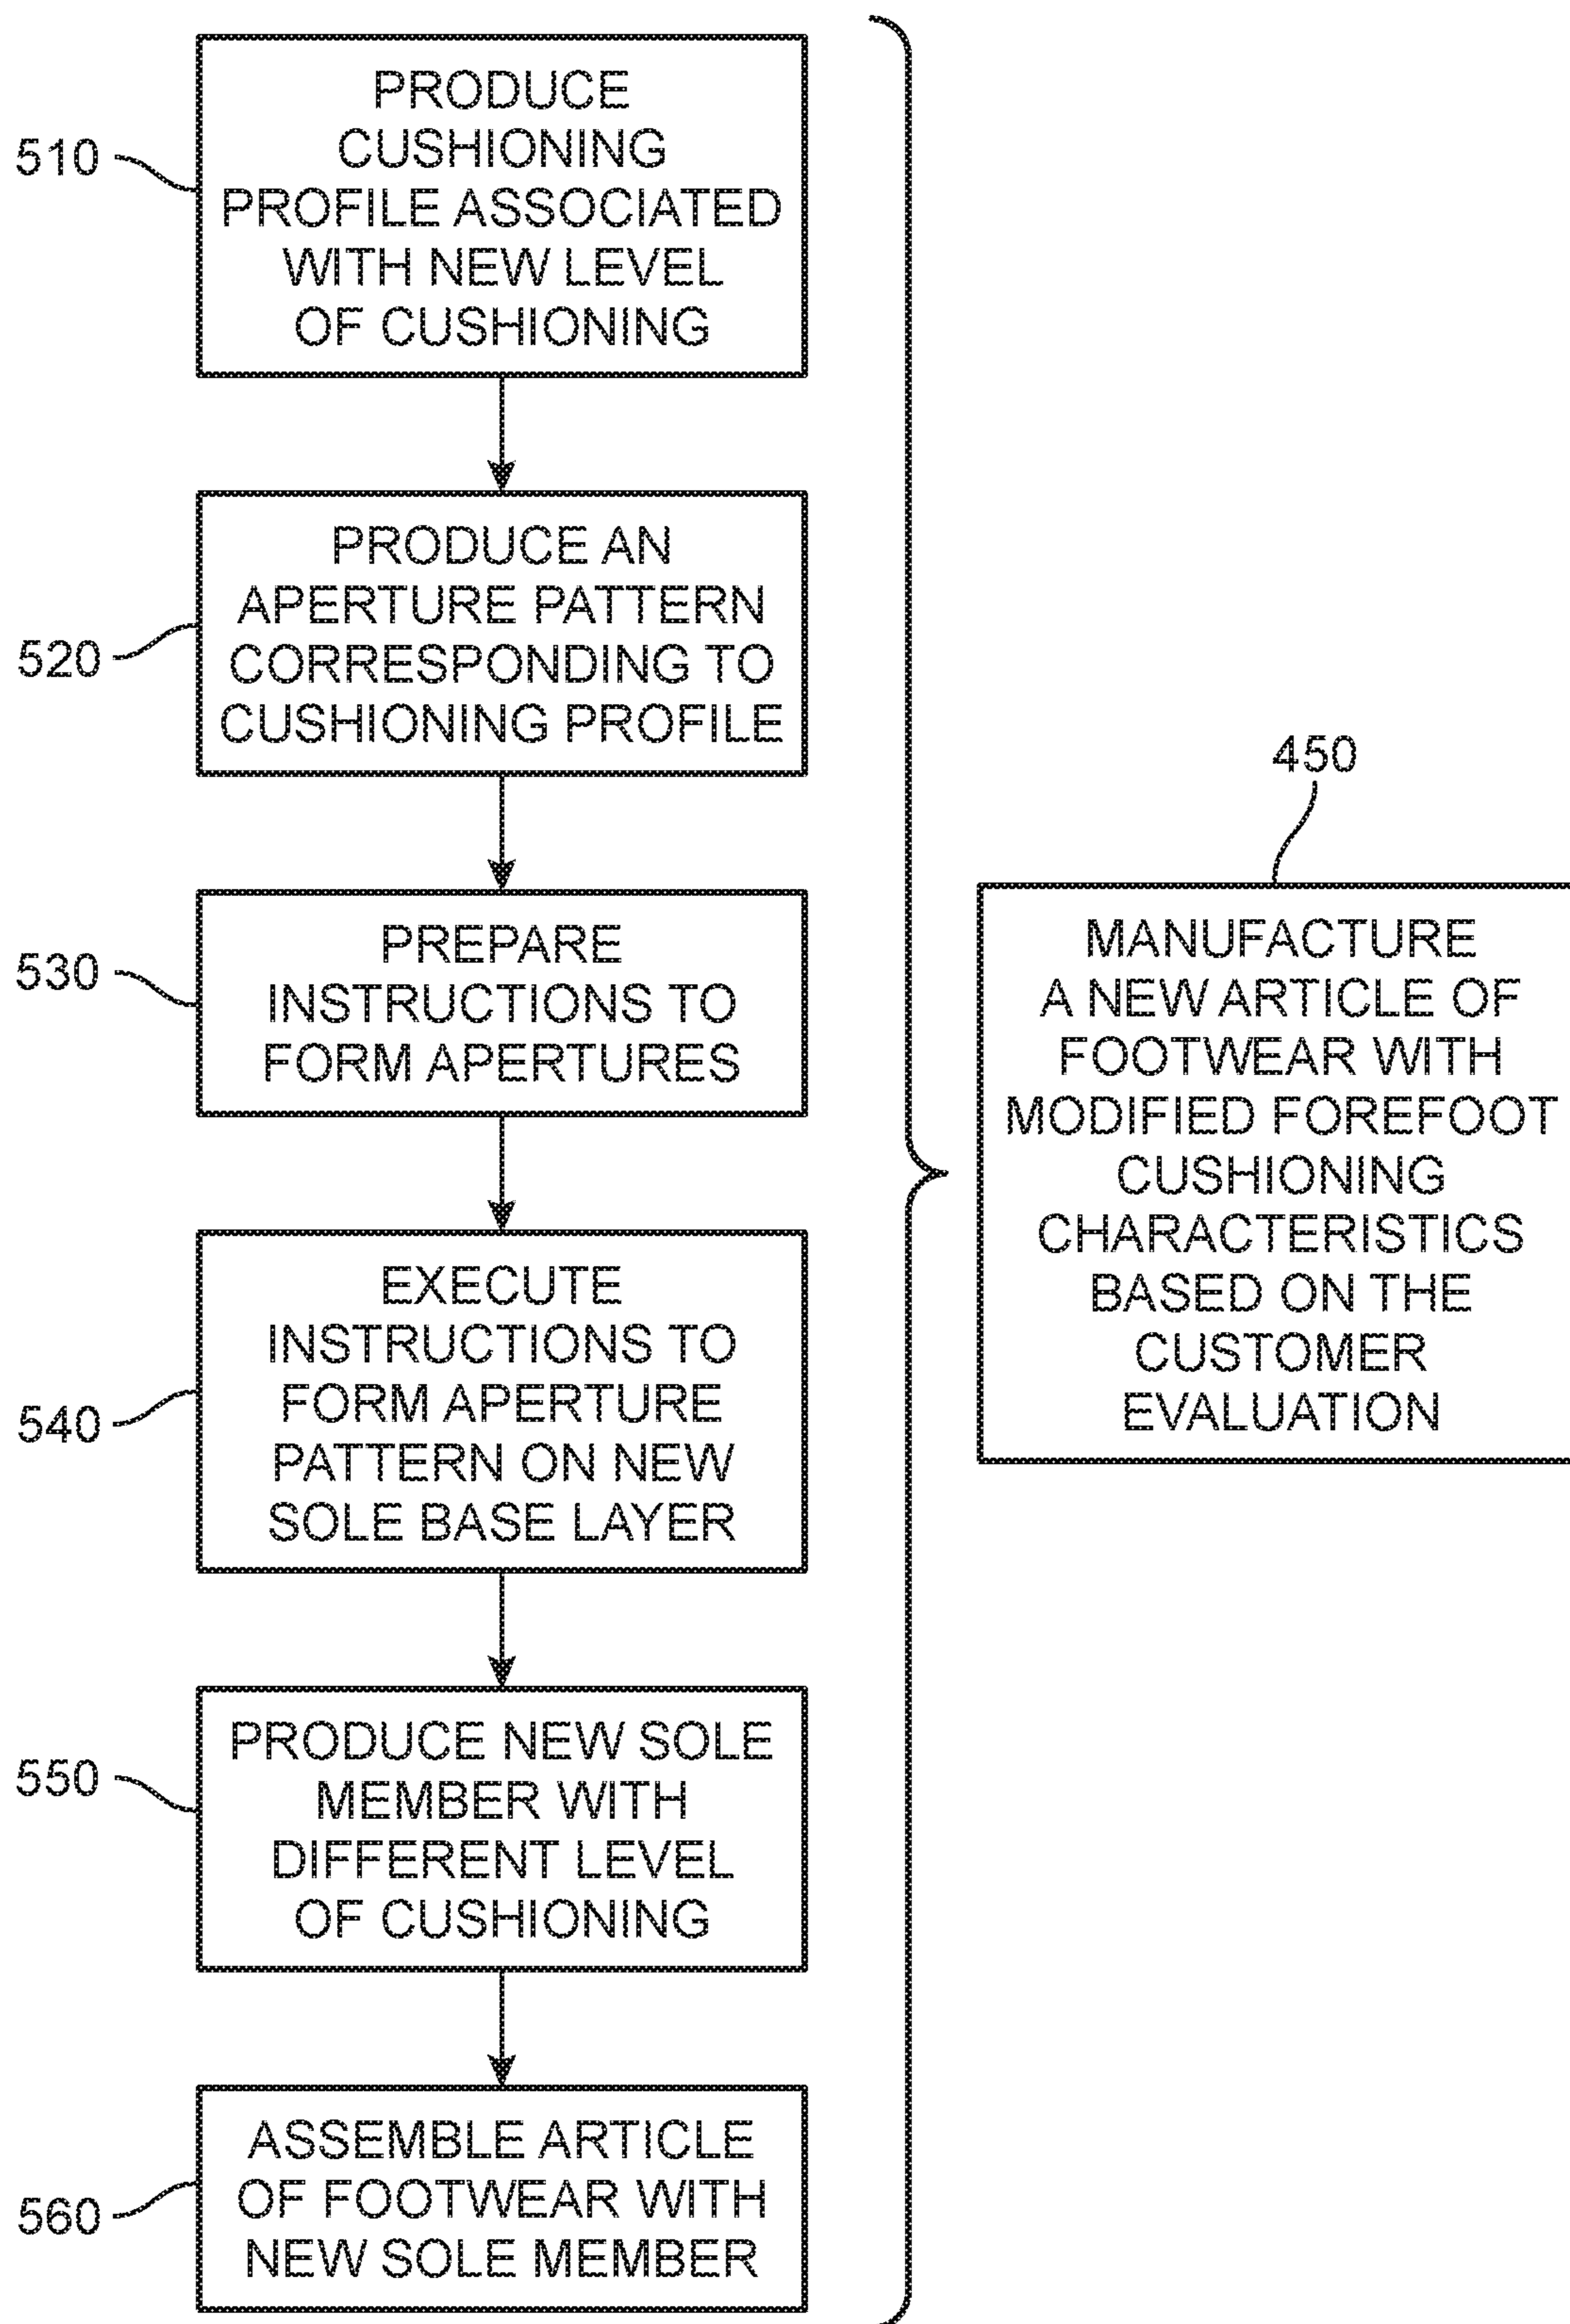 510
PRODUCE
CUSHIONING
PROFILE ASSOCIATED
WITH NEW LEVEL
OF CUSHIONING
520
PRODUCE AN
APERTURE PATTERN
CORRESPONDING TO
CUSHIONING PROFILE
530
PREPARE
INSTRUCTIONS TO
FORM APERTURES
540
EXECUTE
INSTRUCTIONS TO
FORM APERTURE
PATTERN ON NEW
SOLE BASE LAYER
550
PRODUCE NEW SOLE
MEMBER WITH
DIFFERENT LEVEL
OF CUSHIONING
560
ASSEMBLE ARTICLE
OF FOOTWEAR WITH
NEW SOLE MEMBER
450
MANUFACTURE
A NEW ARTICLE OF
FOOTWEAR WITH
MODIFIED FOREFOOT
CUSHIONING
CHARACTERISTICS
BASED ON THE
CUSTOMER
EVALUATION